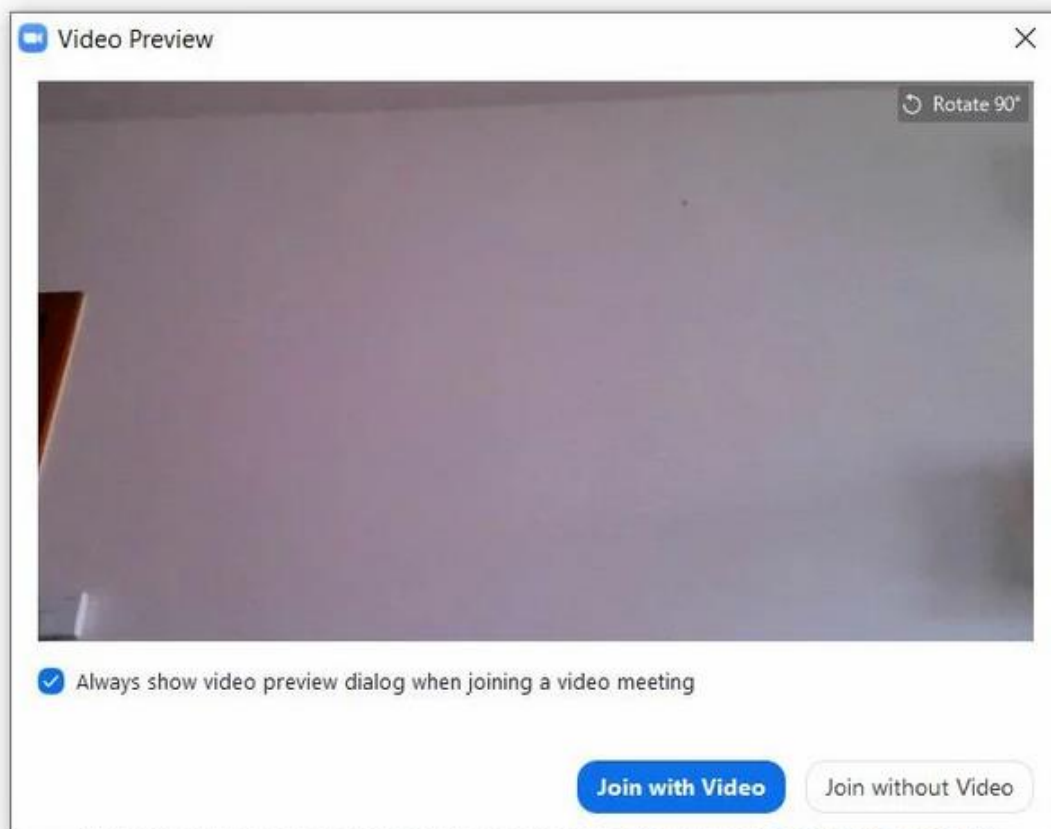 Video Preview
Rotate 90°
Always show video preview dialog when joining a video meeting
Join with Video
Join without Video